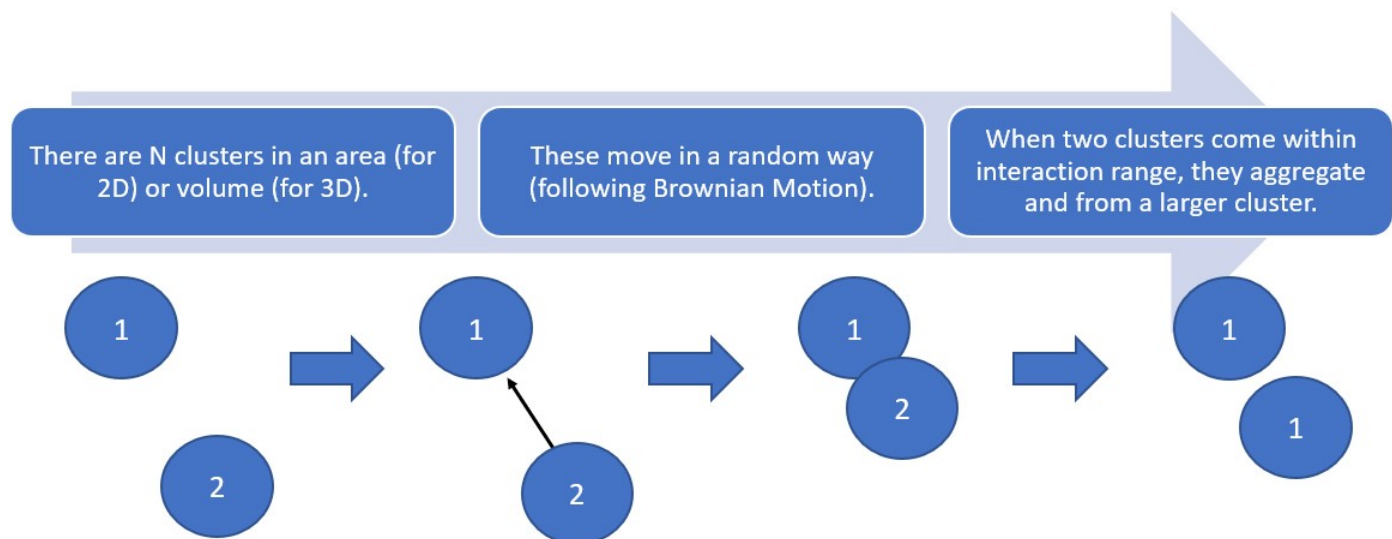 There are N clusters in an area (for
2D) or volume (for 3D).
These move in a random way
(following Brownian Motion).
When two clusters come within
interaction range, they aggregate
and from a larger cluster.
1
2
1
2
1
2
1
1